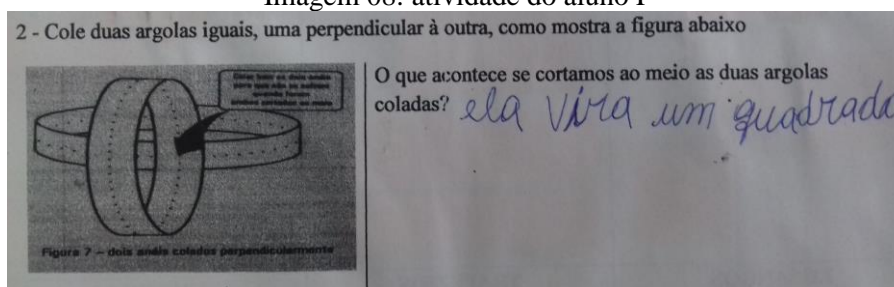 Imagem 08: atividade do aluno F
2 - Cole duas argolas iguais, uma perpendicular à outra, como mostra a figura abaixo
O que acontece se cortamos ao meio as duas argolas
coladas? ela vira um quadrado
Figura 7 – dois anéis colados perpendicularmente